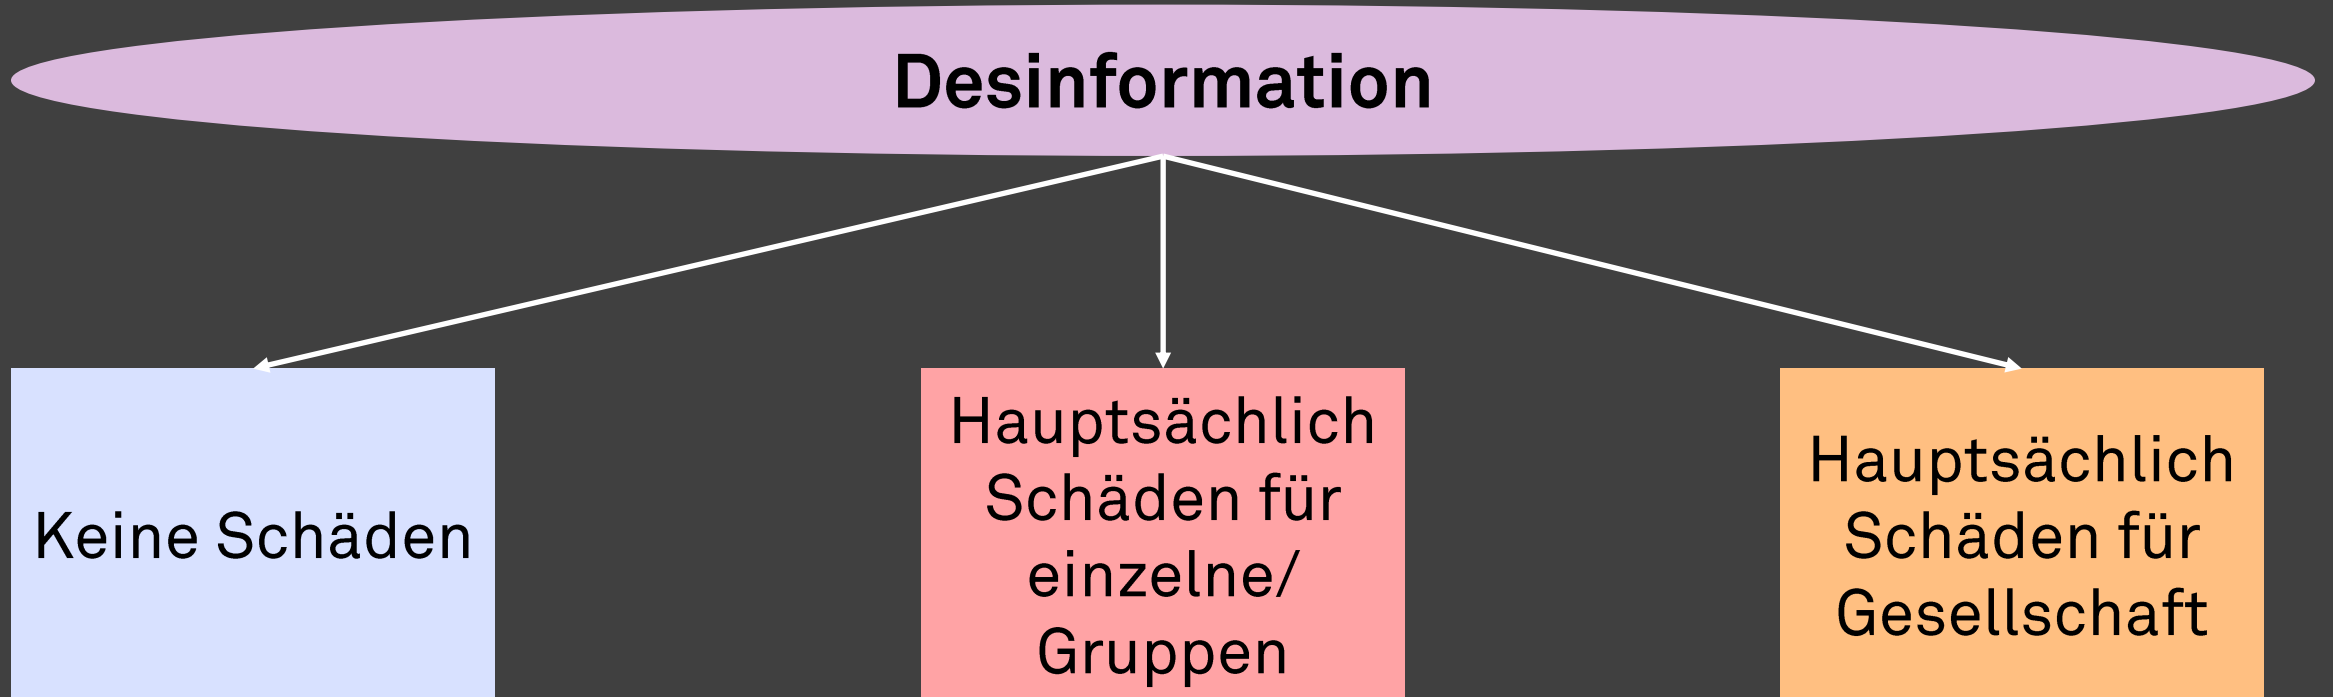 Desinformation
Keine Schäden
Hauptsächlich
Schäden für
einzelne/
Gruppen
Hauptsächlich
Schäden für
Gesellschaft